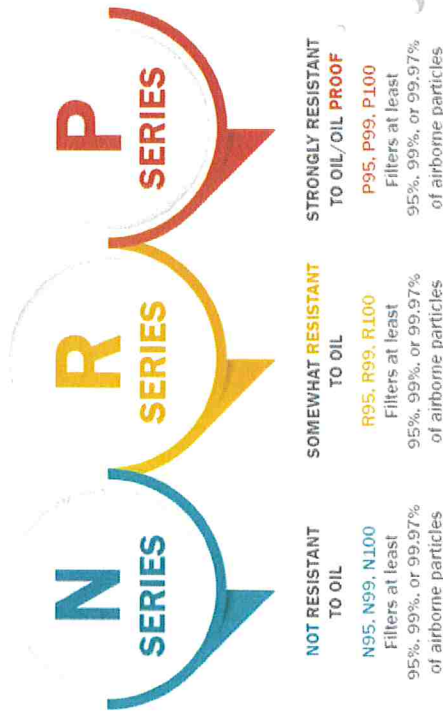 N
SERIES
NOT RESISTANT
TO OIL
N95, N99, N100
Filters at least
95%, 99%, or 99.97%
of airborne particles
R
SERIES
SOMEWHAT RESISTANT
TO OIL
R95, R99, R100
Filters at least
95%, 99%, or 99.97%
of airborne particles
P
SERIES
STRONGLY RESISTANT
TO OIL/OIL PROOF
P95, P99, P100
Filters at least
95%, 99%, or 99.97%
of airborne particles